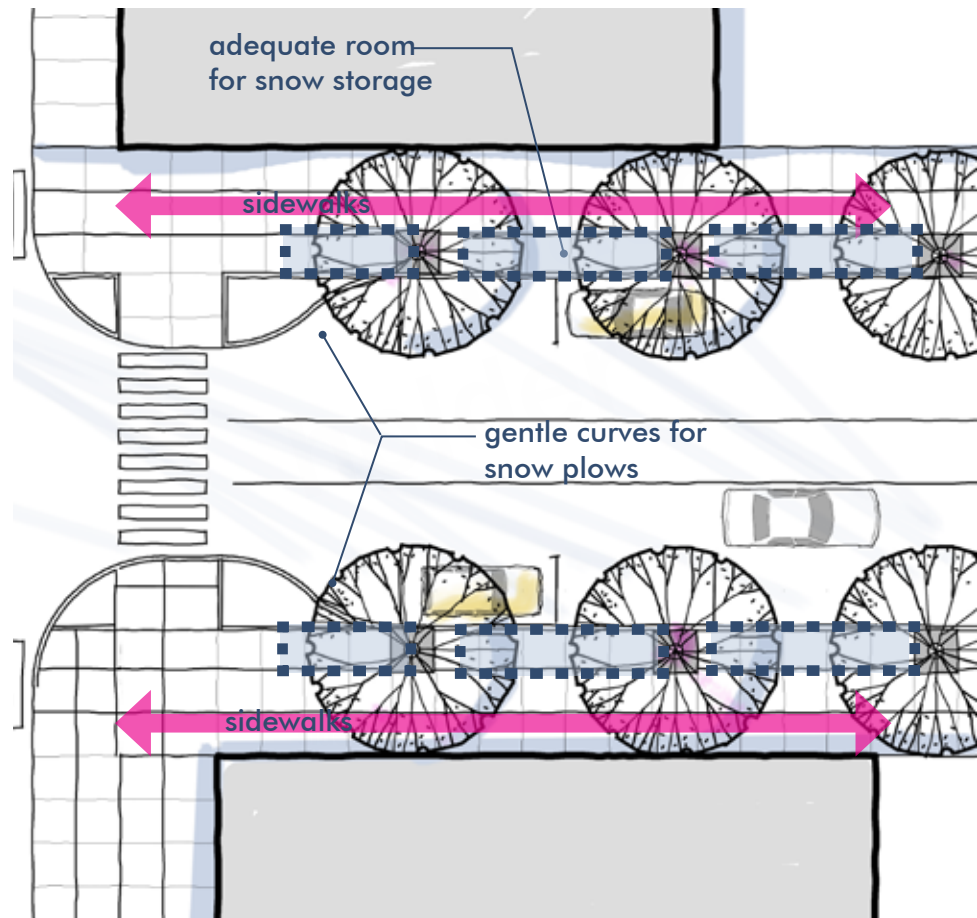 adequate room
for snow storage
sidewalks
gentle curves for
snow plows
sidewalks